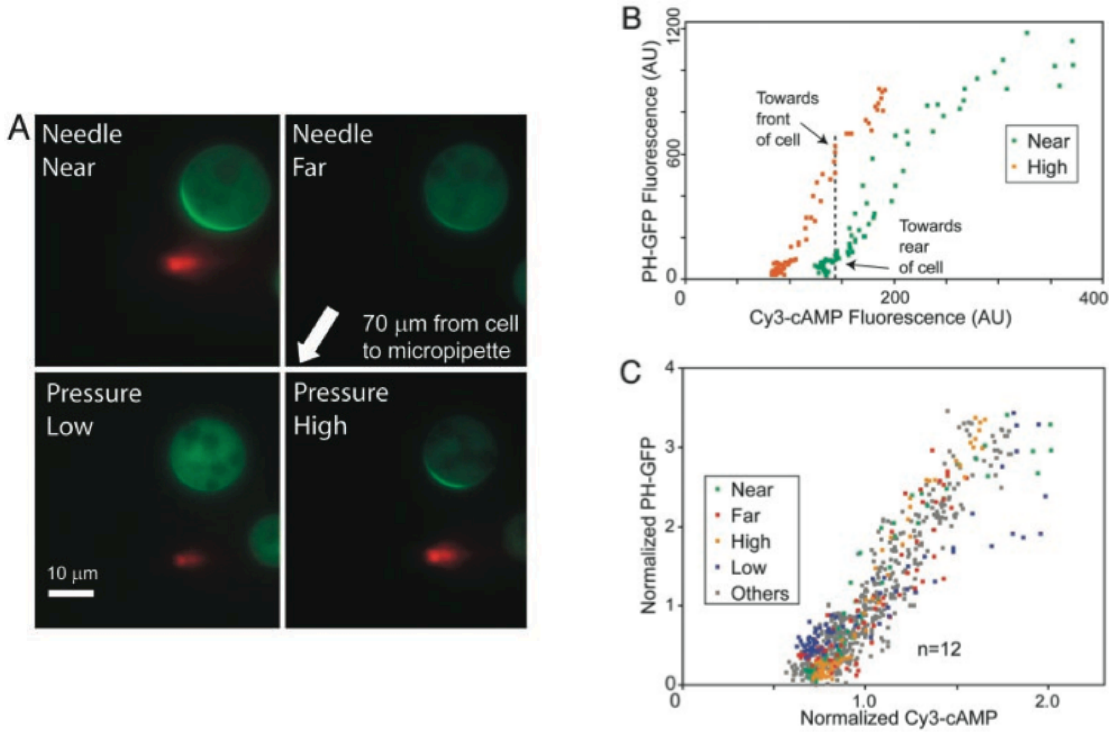 A
Needle
Near
Needle
Far
70 μm from cell
to micropipette
Pressure
Low
10 μm
Pressure
High
B
PH-GFP Fluorescence (AU)
1200
600
0
Towards
front
of cell
Near
High
Towards
rear
of cell
0
200
400
Cy3-cAMP Fluorescence (AU)
C
Normalized PH-GFP
4
3
2
1
0
Near
Far
High
Low
Others
n=12
0
1.0
2.0
Normalized Cy3-cAMP